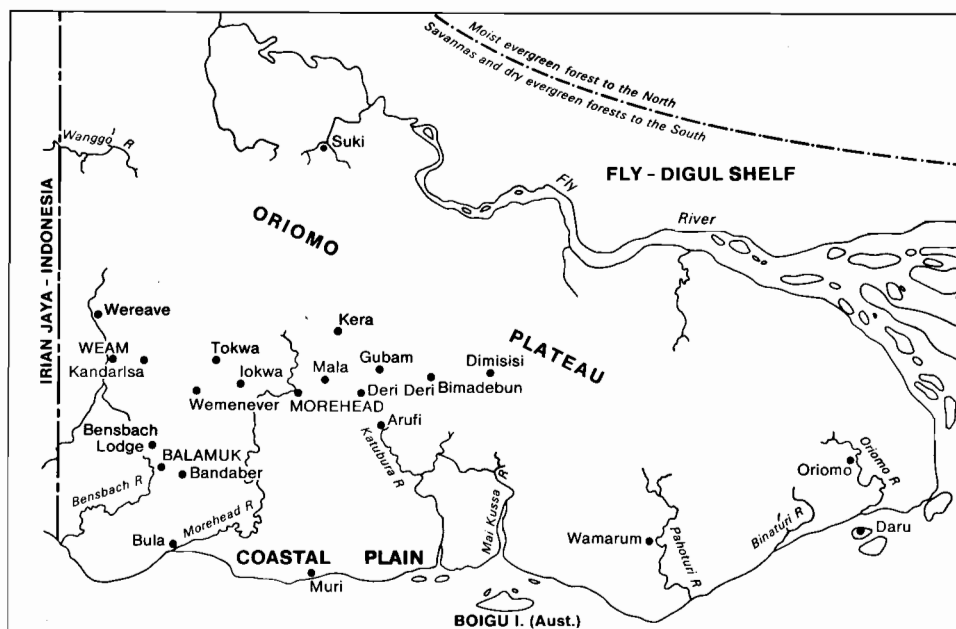 Moist evergreen forest to the North
Savannas and dry evergreen forests to the South
Wanggo R
Suki
FLY - DIGUL SHELF
Fly
River
ORIOMO
IRIAN JAYA - INDONESIA
Wereave
Kera
PLATEAU
WEAM
Kandarisa
Tokwa
Iokwa
Mala
Gubam
Dimisisi
Wemenever
MOREHEAD
Deri Deri
Bimadebun
Arufi
Bensbach
Lodge
BALAMUK
Bandaber
Katubura R
Oriomo
Oriomo R
Bensbach R
Morehead R
Mai Kussa R
Binaturi R
Daru
Bula
Wamarum
Pahoturi R
COASTAL PLAIN
Muri
BOIGU I. (Aust.)